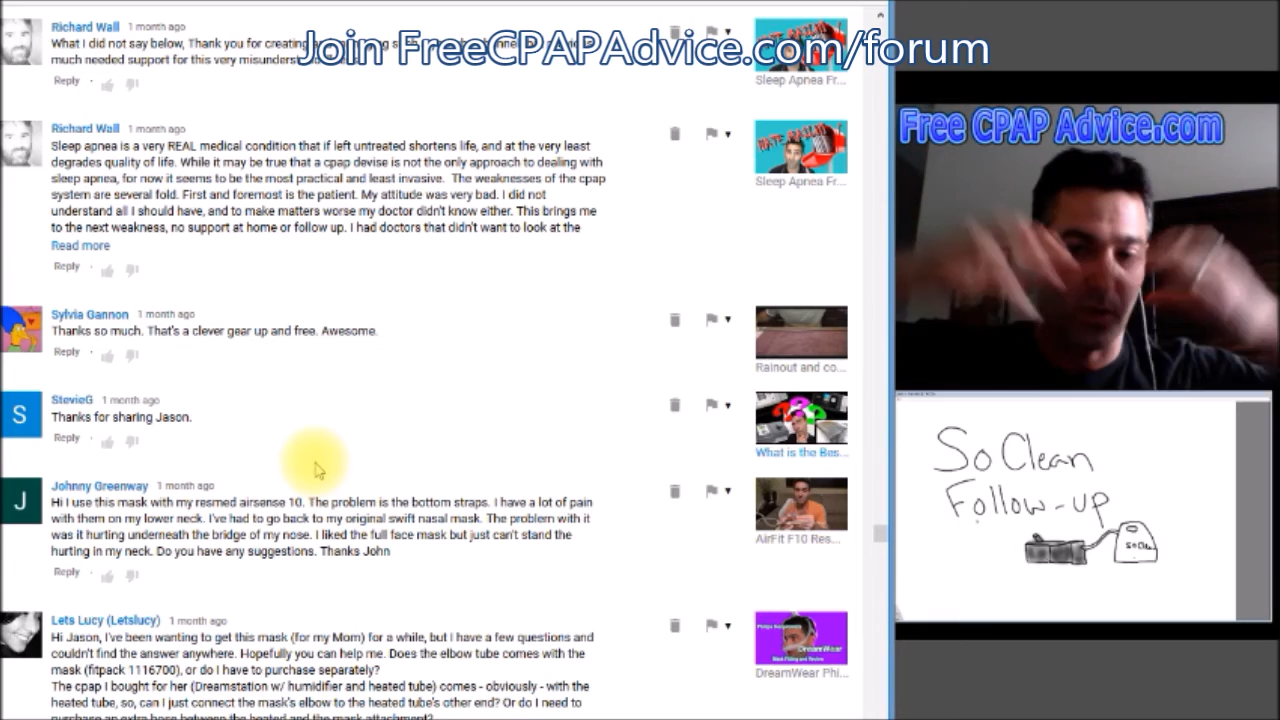 Join FreeCPAPAdvice.com/forum
Richard Wall 1 month ago
What I did not say below, Thank you for creating
much needed support for this very
Reply
Sleep Apnea Fr...
Richard Wall 1 month ago
Sleep apnea is a very REAL medical condition that if left untreated shortens life, and at the very least
degrades quality of life. While it may be true that a cpap devise is not the only approach to dealing with
sleep apnea, for now it seems to be the most practical and least invasive. The weaknesses of the cpap
system are several fold. First and foremost is the patient. My attitude was very bad. I did not
understand all I should have, and to make matters worse my doctor didn't know either. This brings me
to the next weakness, no support at home or follow up. I had doctors that didn't want to look at the
Read more
Reply
HATE MAIL!!!
Sleep Apnea Fr...
Sylvia Gannon 1 month ago
Thanks so much. That's a clever gear up and free. Awesome.
Reply
Rainout and co...
S
StevieG 1 month ago
Thanks for sharing Jason.
Reply
What is the Bes...
J
Johnny Greenway 1 month ago
Hi I use this mask with my resmed airsense 10. The problem is the bottom straps. I have a lot of pain
with them on my lower neck. I've had to go back to my original swift nasal mask. The problem with it
was it hurting underneath the bridge of my nose. I liked the full face mask but just can't stand the
hurting in my neck. Do you have any suggestions. Thanks John
Reply
AirFit F10 Res...
Lets Lucy (Letslucy) 1 month ago
Hi Jason, I've been wanting to get this mask (for my Mom) for a while, but I have a few questions and
couldn't find the answer anywhere. Hopefully you can help me. Does the elbow tube comes with the
mask (fitpack 1116700), or do I have to purchase separately?
The cpap I bought for her (Dreamstation w/ humidifier and heated tube) comes - obviously - with the
heated tube, so, can I just connect the mask's elbow to the heated tube's other end? Or do I need to
purchase an extra hose between the heated and the mask attachment?
DreamWear
DreamWear Phi...
Free CPAP Advice.com
So Clean
Follow-up